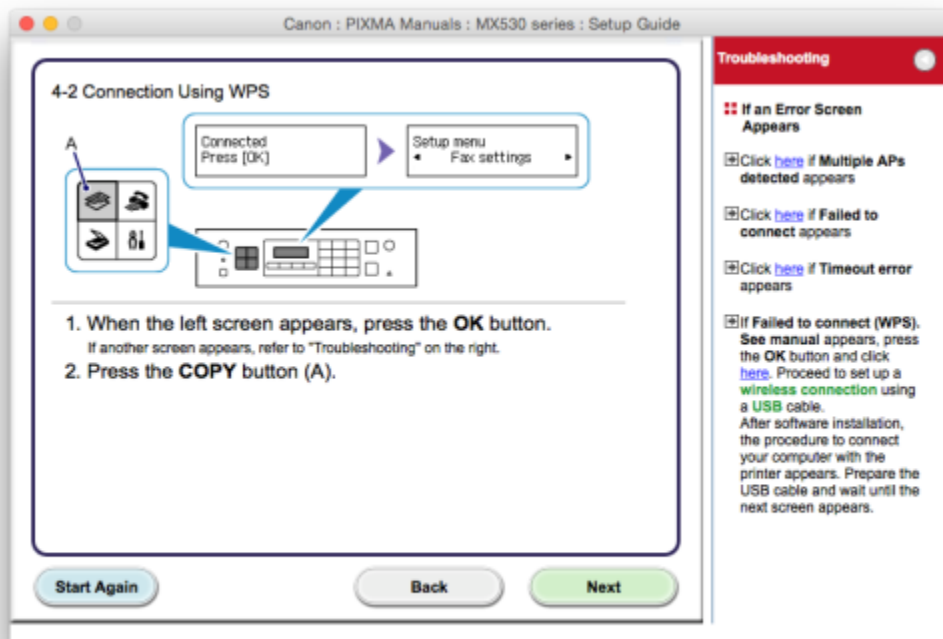 Canon : PIXMA Manuals : MX530 series : Setup Guide
4-2 Connection Using WPS
A
Connected
Press [OK]
Setup menu
Fax settings
1. When the left screen appears, press the OK button.
If another screen appears, refer to "Troubleshooting" on the right.
2. Press the COPY button (A).
Start Again
Back
Next
Troubleshooting
If an Error Screen
Appears
Click here if Multiple APs
detected appears
Click here if Failed to
connect appears
Click here if Timeout error
appears
If Failed to connect (WPS).
See manual appears, press
the OK button and click
here. Proceed to set up a
wireless connection using
a USB cable.
After software installation,
the procedure to connect
your computer with the
printer appears. Prepare the
USB cable and wait until the
next screen appears.